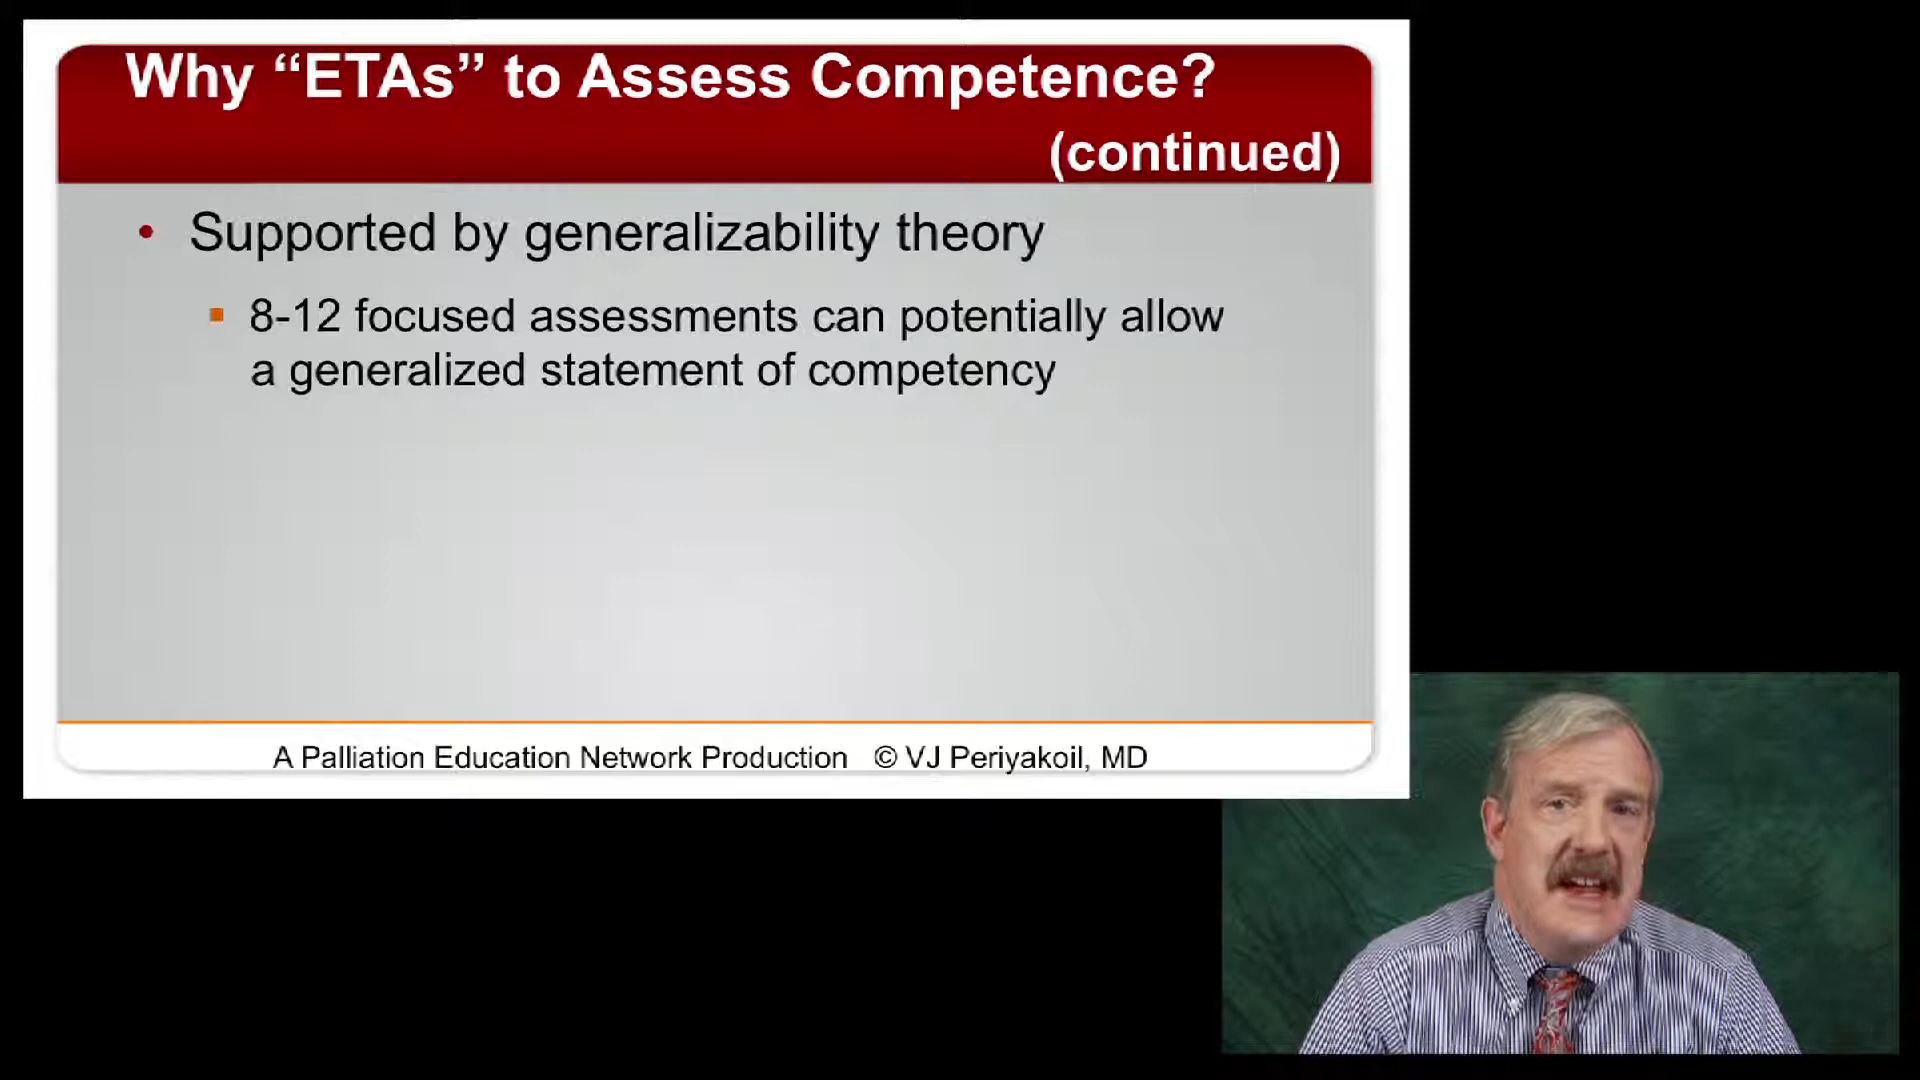 Why “ETAs” to Assess Competence?
(continued)
• Supported by generalizability theory
▪ 8-12 focused assessments can potentially allow
a generalized statement of competency
A Palliation Education Network Production © VJ Periyakoil, MD